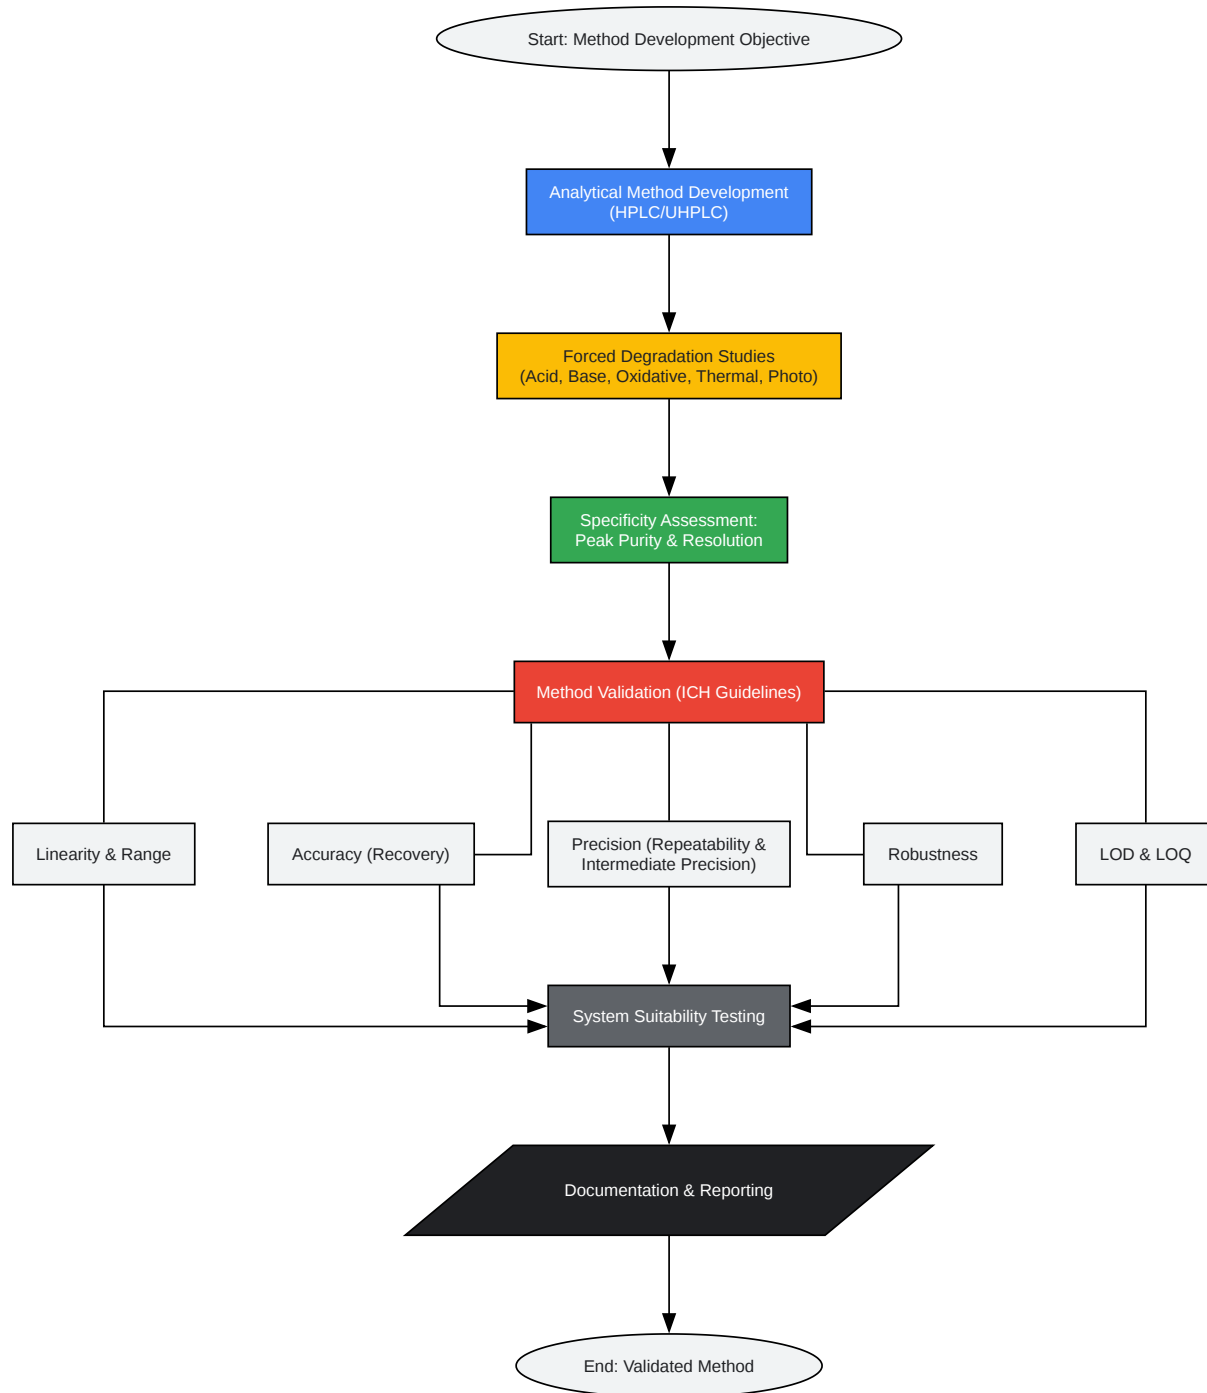 Start: Method Development Objective
Analytical Method Development
(HPLC/UHPLC)
Forced Degradation Studies
(Acid, Base, Oxidative, Thermal, Photo)
Specificity Assessment:
Peak Purity & Resolution
Method Validation (ICH Guidelines)
Linearity & Range
Accuracy (Recovery)
Precision (Repeatability &
Intermediate Precision)
Robustness
LOD & LOQ
System Suitability Testing
Documentation & Reporting
End: Validated Method